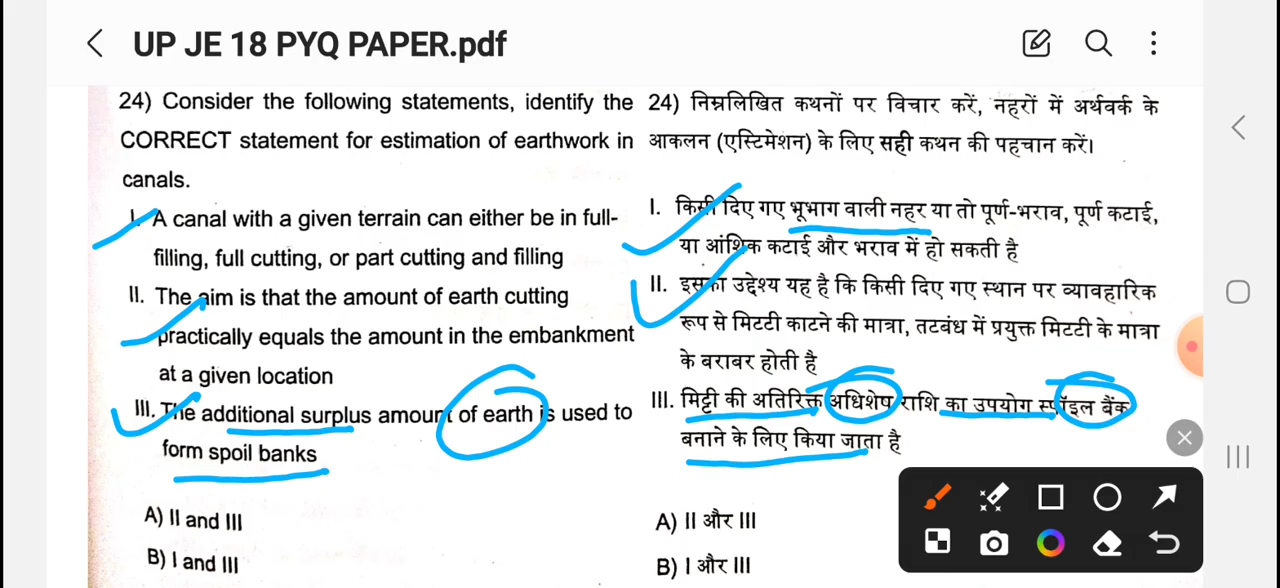 UP JE 18 PYQ PAPER.pdf
24) Consider the following statements, identify the
CORRECT statement for estimation of earthwork in
canals.
I. A canal with a given terrain can either be in full-
filling, full cutting, or part cutting and filling
II. The aim is that the amount of earth cutting
practically equals the amount in the embankment
at a given location
III. The additional surplus amount of earth is used to
form spoil banks
A) II and III
B) I and III
24) निम्नलिखित कथनों पर विचार करें, नहरों में अर्थवर्क के
आकलन (एस्टिमेशन) के लिए सही कथन की पहचान करें।
I. किसी दिए गए भूभाग वाली नहर या तो पूर्ण-भराव, पूर्ण कटाई,
या आंशिक कटाई और भराव में हो सकती है
II. इसका उद्देश्य यह है कि किसी दिए गए स्थान पर व्यावहारिक
रूप से मिटटी काटने की मात्रा, तटबंध में प्रयुक्त मिटटी के मात्रा
के बराबर होती है
III. मिट्टी की अतिरिक्त अधिशेष राशि का उपयोग स्पॉइल बैंक
बनाने के लिए किया जाता है
A) II और III
B) I और III